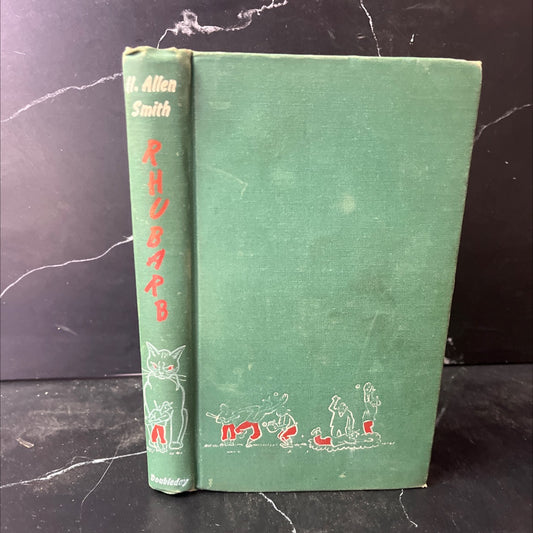 H. Allen
Smith
RHUBARB
Doubleday